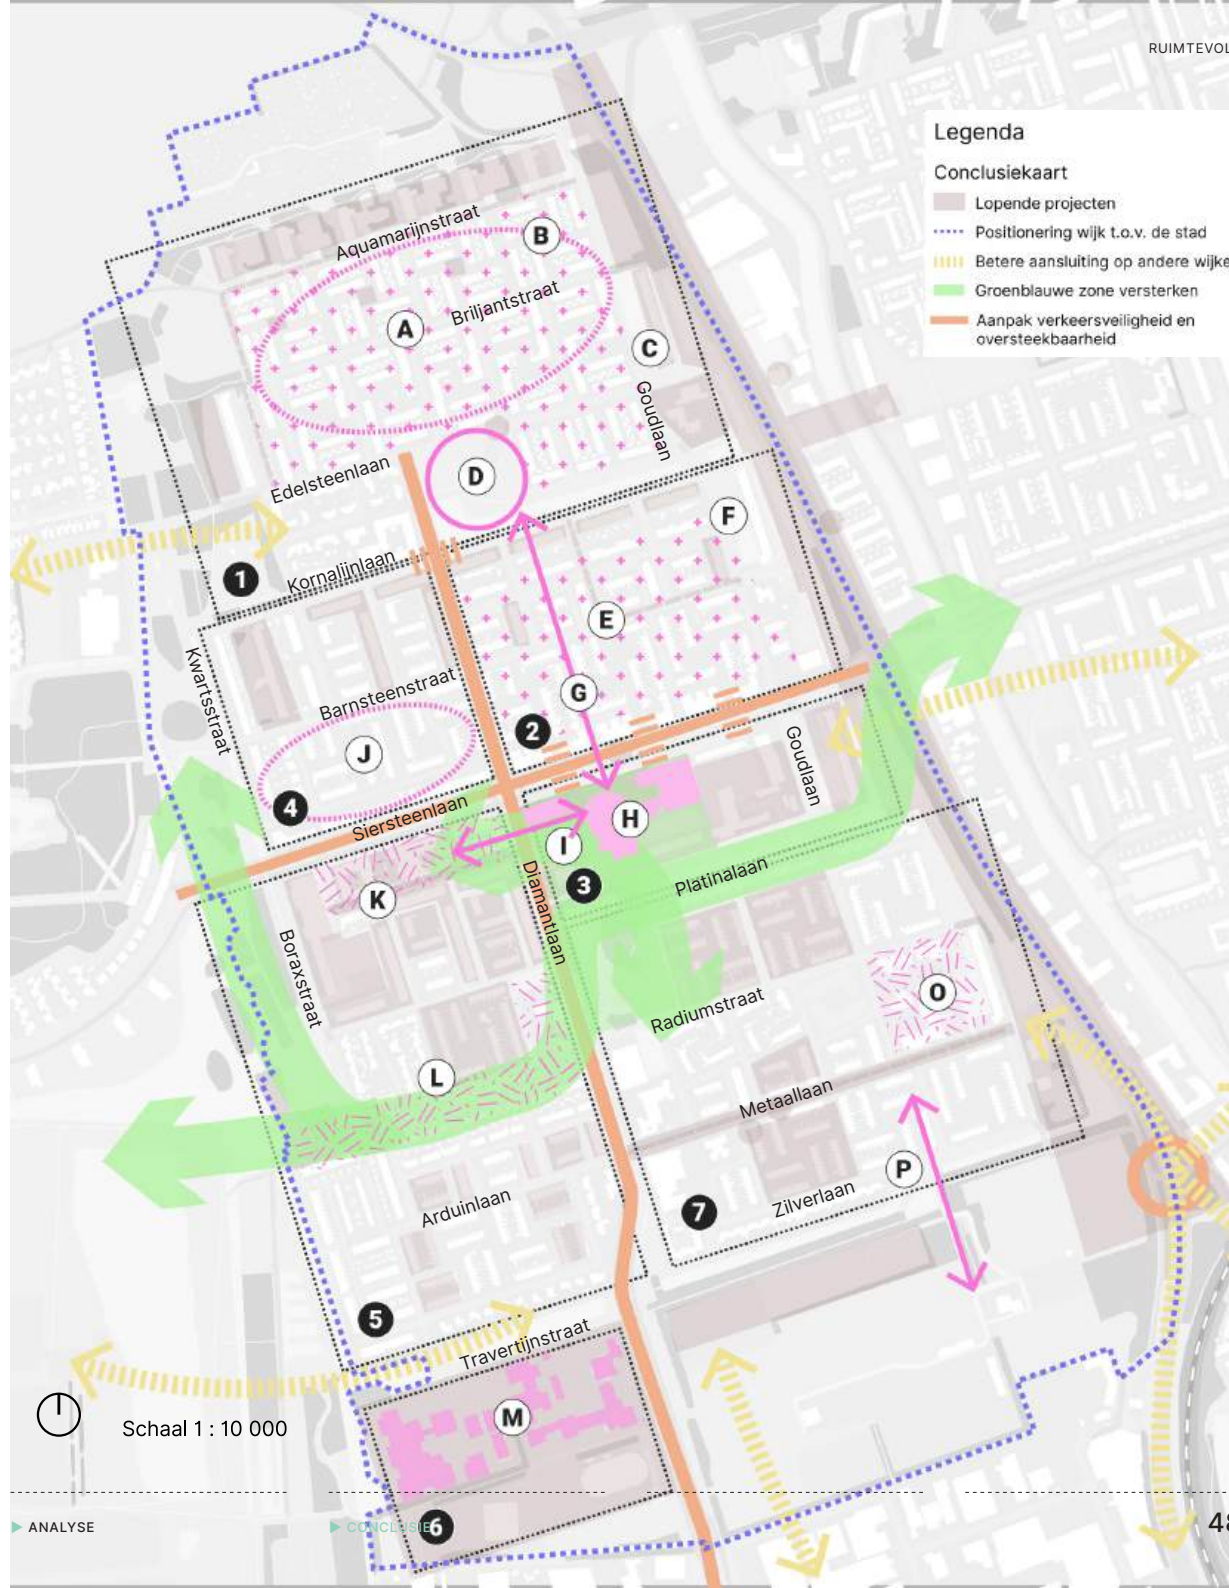 RUIMTEVOL
Legenda
Conclusiekaart
Lopende projecten
Positionering wijk t.o.v. de stad
Betere aansluiting op andere wijke
Groenblauwe zone versterken
Aanpak verkeersveiligheid en
oversteekbaarheid
Aquamarijnstraat
B
Briljantstraat
A
C
Goudlaan
D
Edelsteenlaan
F
Kornalijnlaan
1
E
Kwartsstraat
Barnsteenstraat
G
2
J
Goudlaan
4
Siersteenlaan
H
I
3
Diamantlaan
Platinalaan
K
Boraxstraat
O
Radiumstraat
L
Metaallaan
P
Arduinlaan
7
Zilverlaan
5
Travertijnstraat
M
Schaal 1 : 10 000
6
ANALYSE
CONCLUSIE
48